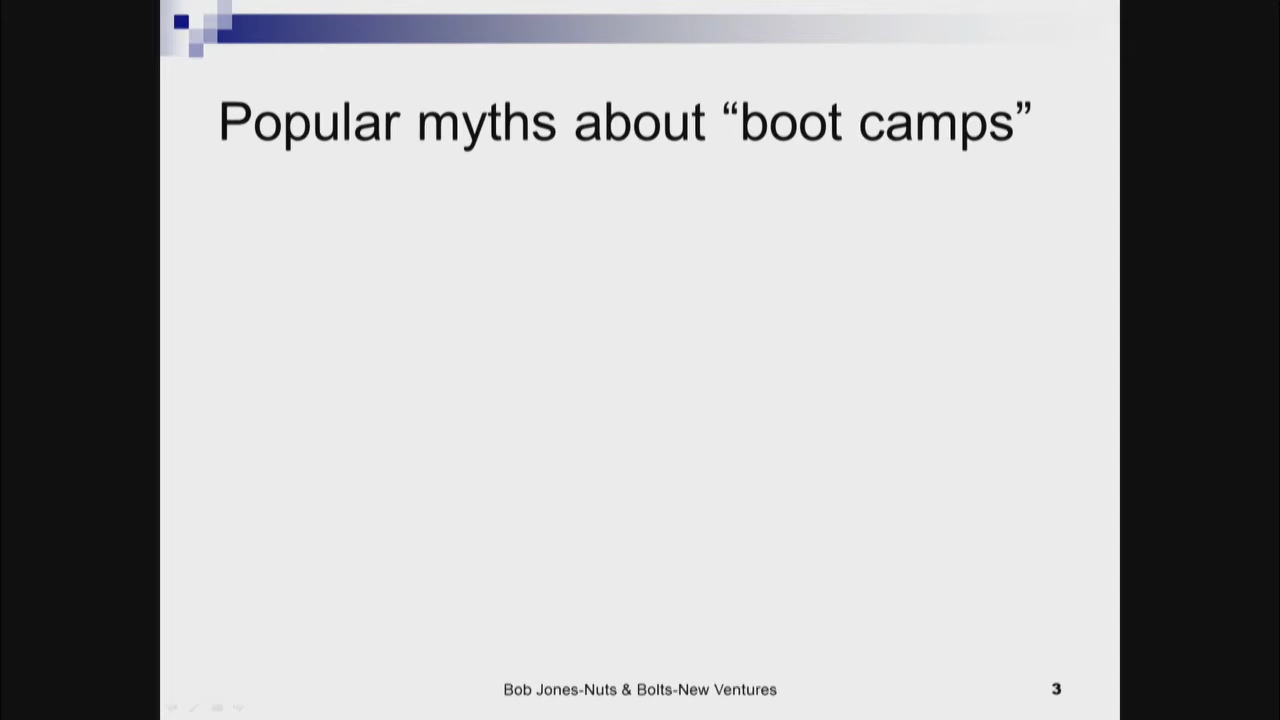 Popular myths about “boot camps”
Bob Jones-Nuts & Bolts-New Ventures
3